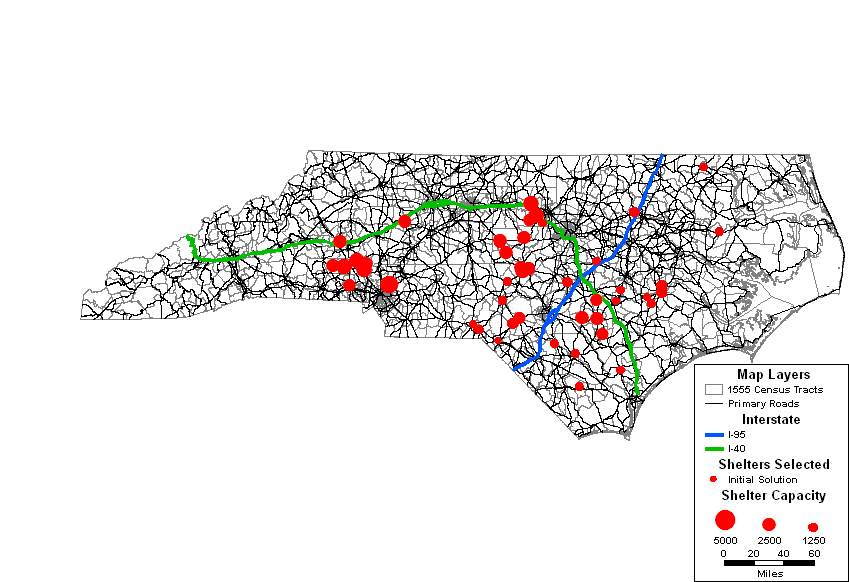 Map Layers
1555 Census Tracts
Primary Roads
Interstate
I-95
I-40
Shelters Selected
Initial Solution
Shelter Capacity
5000 2500 1250
0 20 40 60
Miles